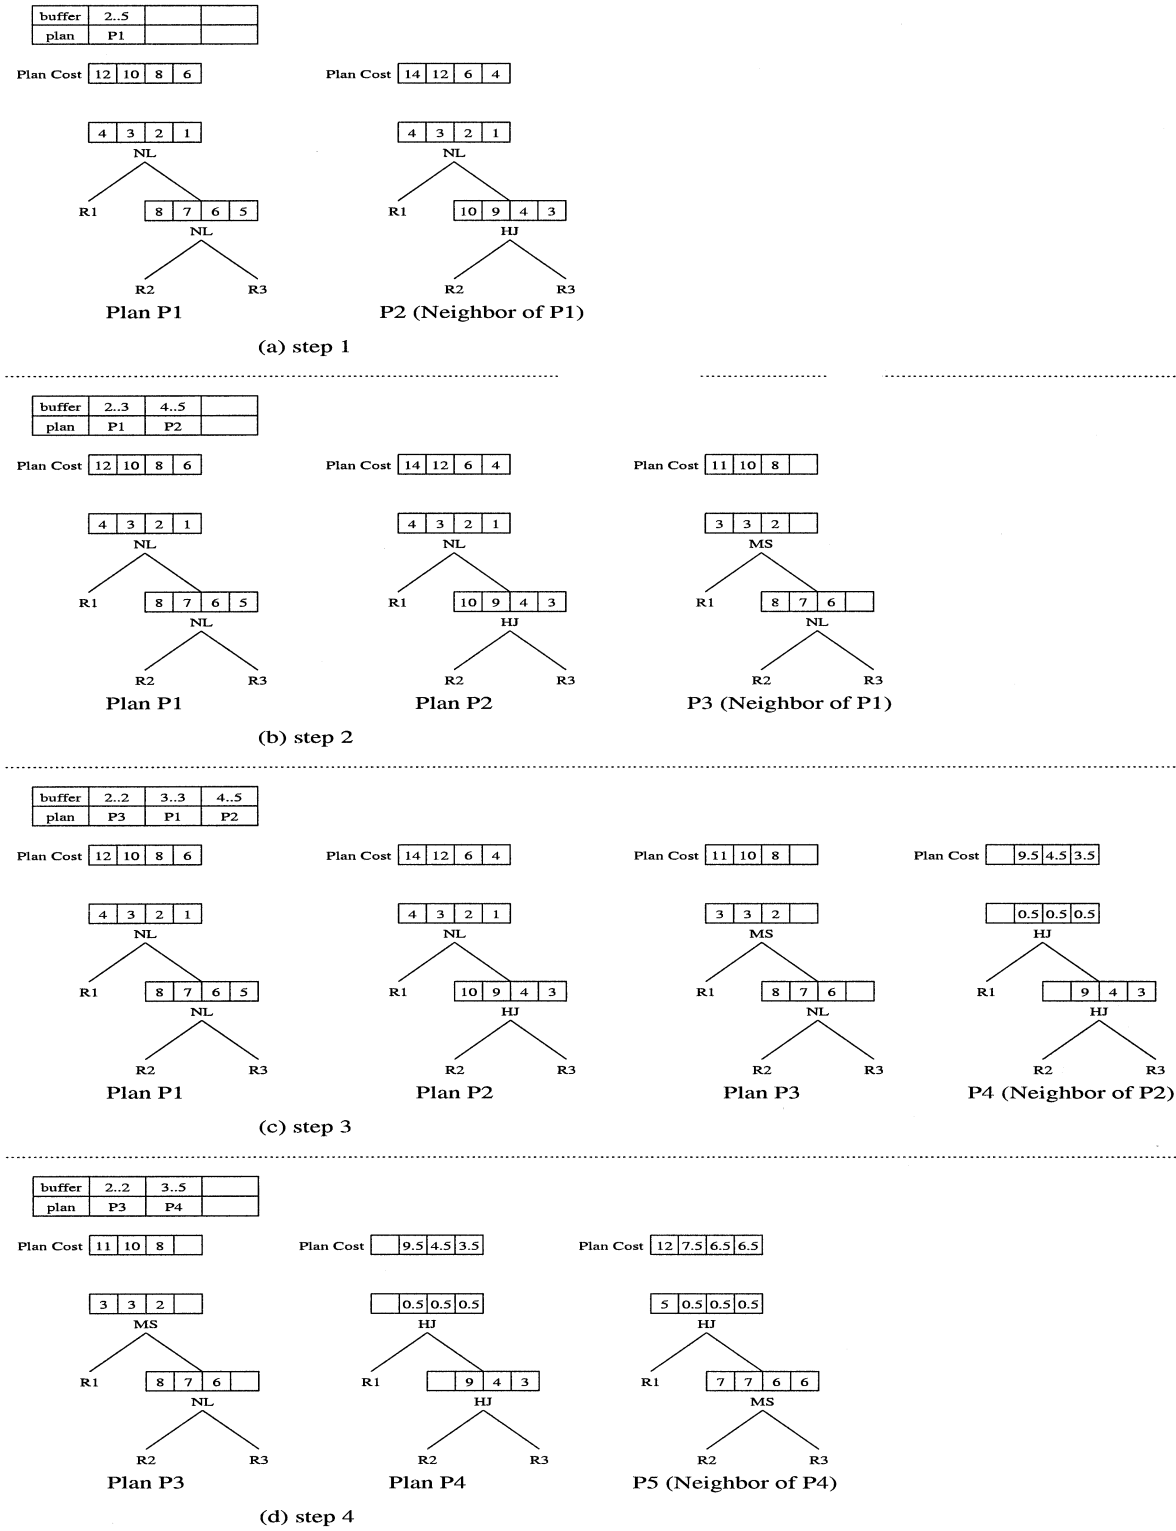 buffer 2..5
plan P1
Plan Cost 12 10 8 6 Plan Cost 14 12 6 4
4 3 2 1 4 3 2 1
NL NL
R1 8 7 6 5 R1 10 9 4 3
NL HJ
R2 R3 R2 R3
Plan P1 P2 (Neighbor of P1)
(a) step 1
buffer 2..3 4..5
plan P1 P2
Plan Cost 12 10 8 6 Plan Cost 14 12 6 4 Plan Cost 11 10 8
4 3 2 1 4 3 2 1 3 3 2
NL NL MS
R1 8 7 6 5 R1 10 9 4 3 R1 8 7 6
NL HJ NL
R2 R3 R2 R3 R2 R3
Plan P1 Plan P2 P3 (Neighbor of P1)
(b) step 2
buffer 2..2 3..3 4..5
plan P3 P1 P2
Plan Cost 12 10 8 6 Plan Cost 14 12 6 4 Plan Cost 11 10 8 Plan Cost 9.5 4.5 3.5
4 3 2 1 4 3 2 1 3 3 2 0.5 0.5 0.5
NL NL MS HJ
R1 8 7 6 5 R1 10 9 4 3 R1 8 7 6 R1 9 4 3
NL HJ NL HJ
R2 R3 R2 R3 R2 R3 R2 R3
Plan P1 Plan P2 Plan P3 P4 (Neighbor of P2)
(c) step 3
buffer 2..2 3..5
plan P3 P4
Plan Cost 11 10 8 Plan Cost 9.5 4.5 3.5 Plan Cost 12 7.5 6.5 6.5
3 3 2 0.5 0.5 0.5 5 0.5 0.5 0.5
MS HJ HJ
R1 8 7 6 R1 9 4 3 R1 7 7 6 6
NL HJ MS
R2 R3 R2 R3 R2 R3
Plan P3 Plan P4 P5 (Neighbor of P4)
(d) step 4